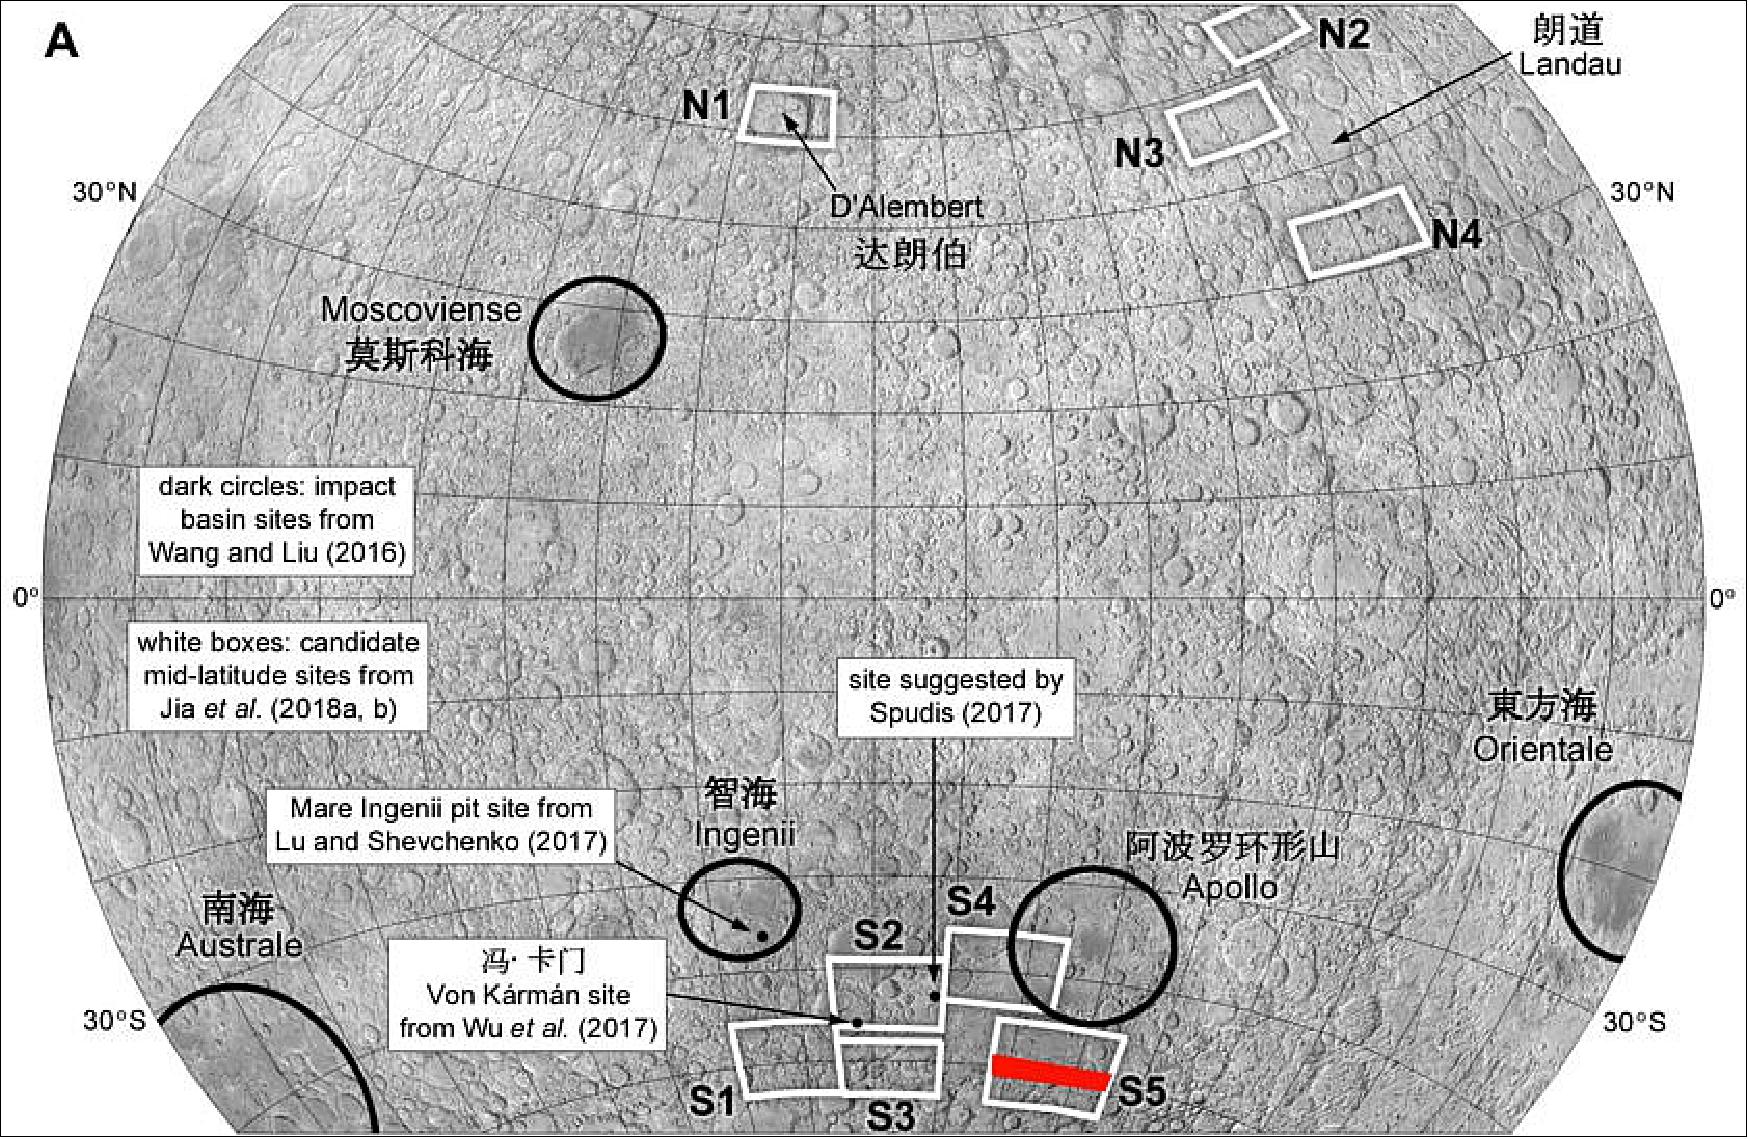 A
N1
N2
朗道
Landau
N3
30°N
30°N
D'Alembert
达朗伯
N4
Moscoviense
莫斯科海
dark circles: impact
basin sites from
Wang and Liu (2016)
0°
0°
white boxes: candidate
mid-latitude sites from
Jia et al. (2018a, b)
site suggested by
Spudis (2017)
東方海
Orientale
智海
Ingenii
Mare Ingenii pit site from
Lu and Shevchenko (2017)
阿波罗环形山
Apollo
南海
Australe
S2
S4
冯·卡门
Von Kármán site
from Wu et al. (2017)
30°S
30°S
S1
S3
S5